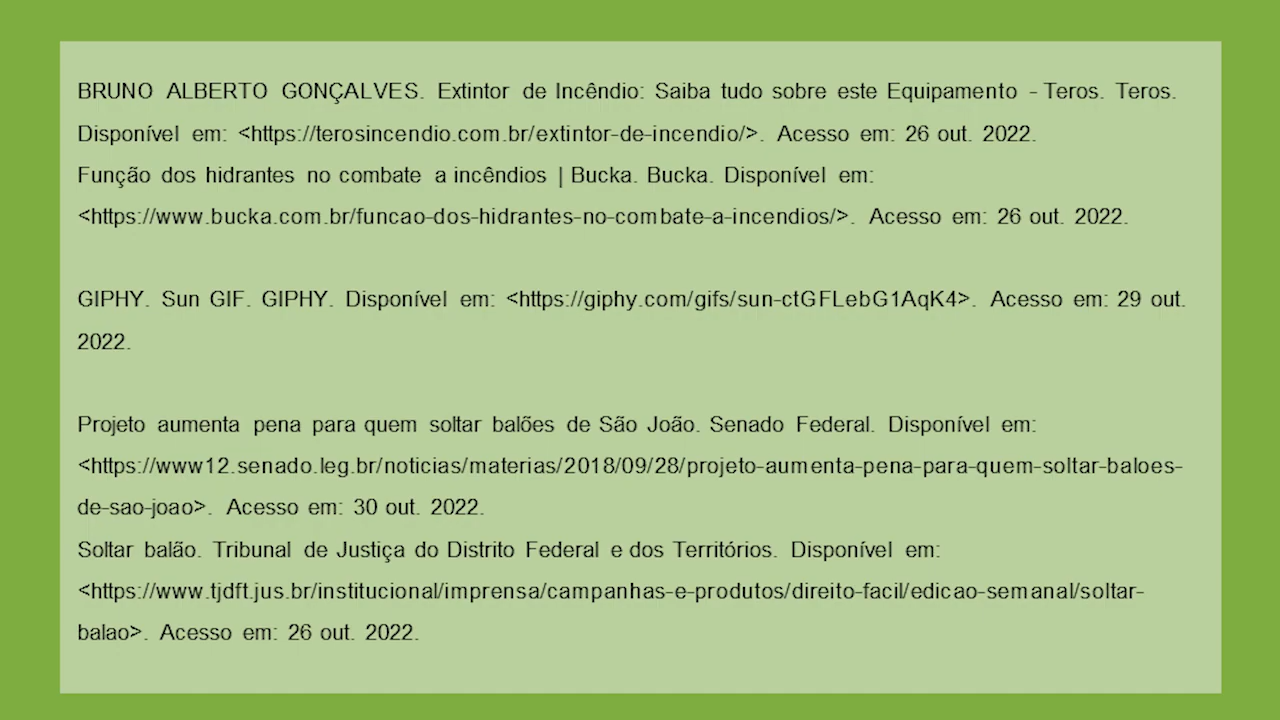 BRUNO ALBERTO GONÇALVES. Extintor de Incêndio: Saiba tudo sobre este Equipamento - Teros. Teros.
Disponível em: <https://terosincendio.com.br/extintor-de-incendio/>. Acesso em: 26 out. 2022.
Função dos hidrantes no combate a incêndios | Bucka. Bucka. Disponível em:
<https://www.bucka.com.br/funcao-dos-hidrantes-no-combate-a-incendios/>. Acesso em: 26 out. 2022.
GIPHY. Sun GIF. GIPHY. Disponível em: <https://giphy.com/gifs/sun-ctGFLebG1AqK4>. Acesso em: 29 out.
2022.
Projeto aumenta pena para quem soltar balões de São João. Senado Federal. Disponível em:
<https://www12.senado.leg.br/noticias/materias/2018/09/28/projeto-aumenta-pena-para-quem-soltar-baloes-
de-sao-joao>. Acesso em: 30 out. 2022.
Soltar balão. Tribunal de Justiça do Distrito Federal e dos Territórios. Disponível em:
<https://www.tjdft.jus.br/institucional/imprensa/campanhas-e-produtos/direito-facil/edicao-semanal/soltar-
balao>. Acesso em: 26 out. 2022.